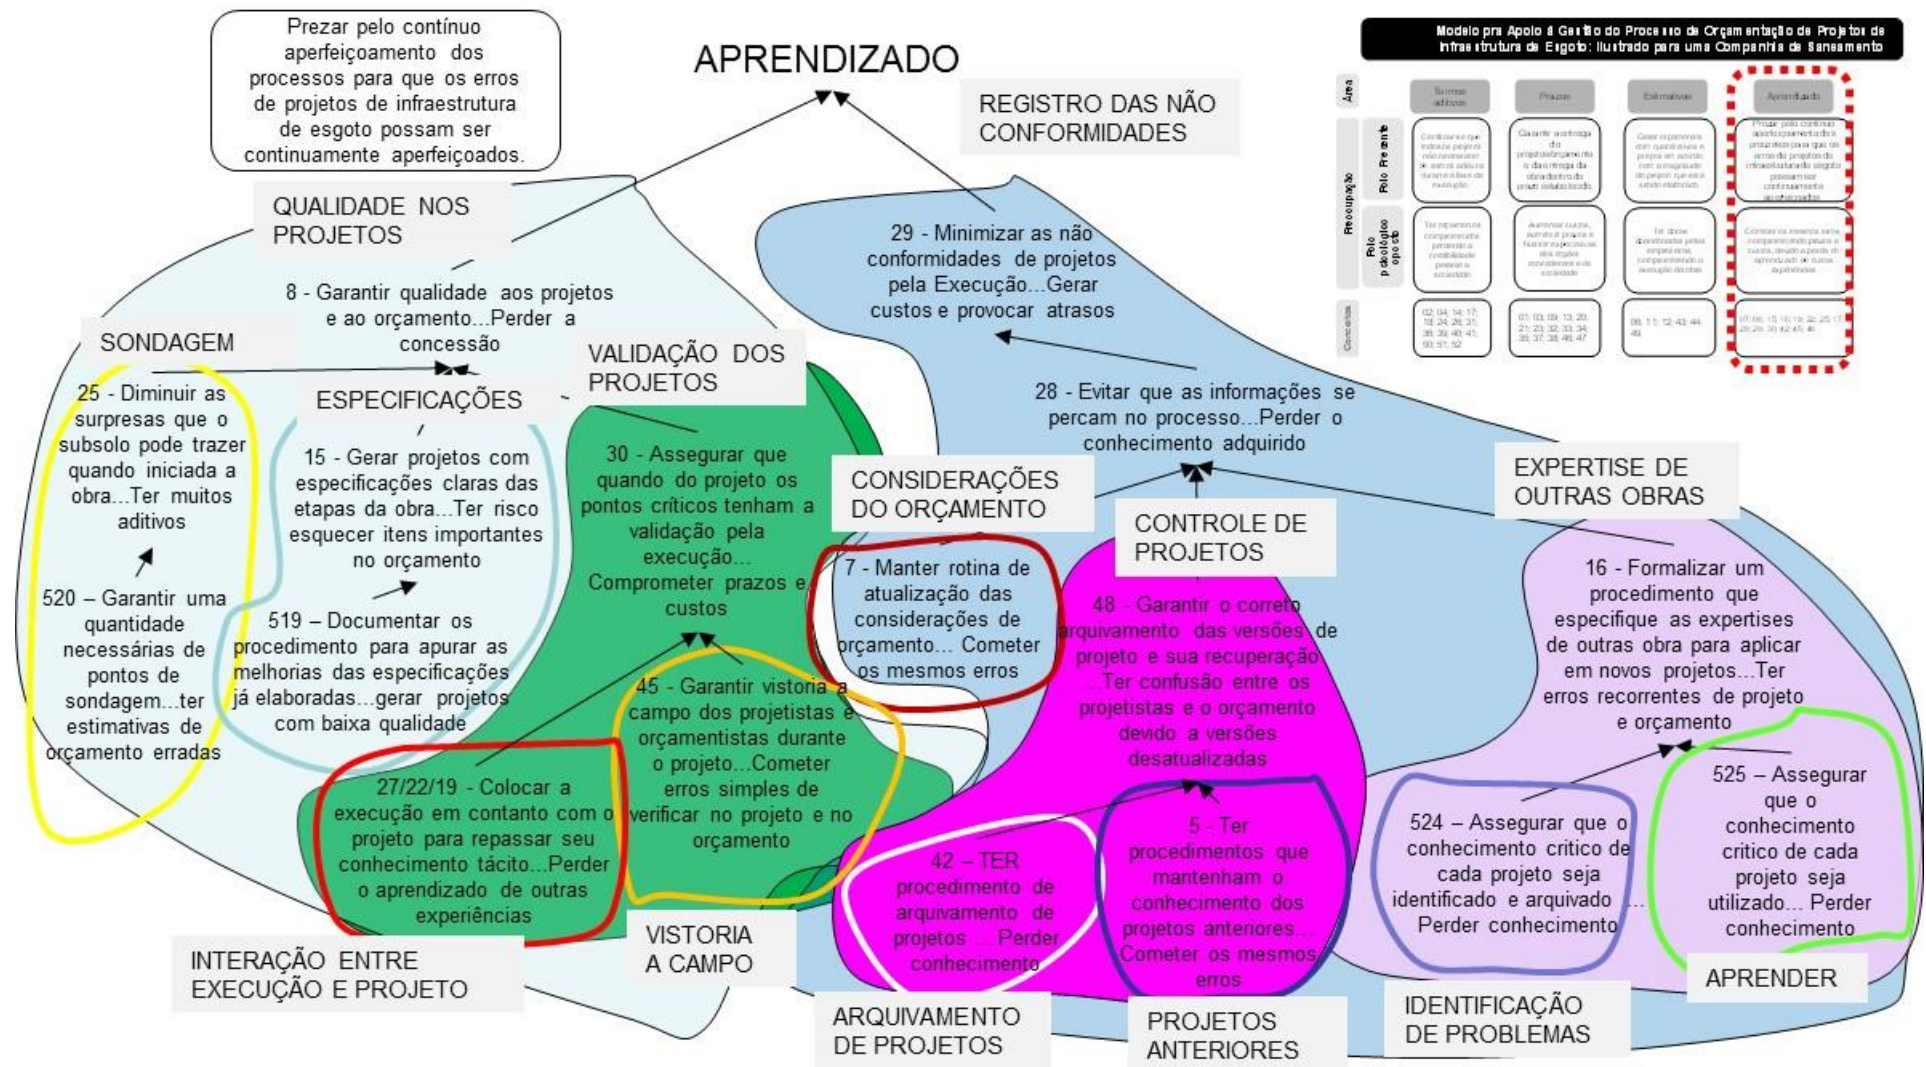 Prezar pelo contínuo
aperfeiçoamento dos
processos para que os erros
de projetos de infraestrutura
de esgoto possam ser
continuamente aperfeiçoados.
APRENDIZADO
REGISTRO DAS NÃO
CONFORMIDADES
QUALIDADE NOS
PROJETOS
8 - Garantir qualidade aos projetos
e ao orçamento...Perder a
concessão
29 - Minimizar as não
conformidades de projetos
pela Execução...Gerar
custos e provocar atrasos
SONDAGEM
25 - Diminuir as
surpresas que o
subsolo pode trazer
quando iniciada a
obra...Ter muitos
aditivos
520 – Garantir uma
quantidade
necessárias de
pontos de
sondagem...ter
estimativas de
orçamento erradas
ESPECIFICAÇÕES
15 - Gerar projetos com
especificações claras das
etapas da obra...Ter risco
esquecer itens importantes
no orçamento
519 – Documentar os
procedimento para apurar as
melhorias das especificações
já elaboradas...gerar projetos
com baixa qualidade
VALIDAÇÃO DOS
PROJETOS
30 - Assegurar que
quando do projeto os
pontos críticos tenham a
validação pela
execução...
Comprometer prazos e
custos
27/22/19 - Colocar a
execução em contanto com o
projeto para repassar seu
conhecimento tácito...Perder
o aprendizado de outras
experiências
INTERAÇÃO ENTRE
EXECUÇÃO E PROJETO
45 - Garantir vistoria a
campo dos projetistas e
orçamentistas durante
o projeto...Cometer
erros simples de
verificar no projeto e no
orçamento
VISTORIA
A CAMPO
28 - Evitar que as informações se
percam no processo...Perder o
conhecimento adquirido
CONSIDERAÇÕES
DO ORÇAMENTO
7 - Manter rotina de
atualização das
considerações de
orçamento... Cometer
os mesmos erros
CONTROLE DE
PROJETOS
48 - Garantir o correto
arquivamento das versões de
projeto e sua recuperação
...Ter confusão entre os
projetistas e o orçamento
devido a versões
desatualizadas
42 – TER
procedimento de
arquivamento de
projetos ... Perder
conhecimento
ARQUIVAMENTO
DE PROJETOS
5 - Ter
procedimentos que
mantenham o
conhecimento dos
projetos anteriores...
Cometer os mesmos
erros
PROJETOS
ANTERIORES
EXPERTISE DE
OUTRAS OBRAS
16 - Formalizar um
procedimento que
especifique as expertises
de outras obra para aplicar
em novos projetos...Ter
erros recorrentes de projeto
e orçamento
524 – Assegurar que o
conhecimento critico de
cada projeto seja
identificado e arquivado ...
Perder conhecimento
IDENTIFICAÇÃO
DE PROBLEMAS
525 – Assegurar
que o
conhecimento
critico de cada
projeto seja
utilizado... Perder
conhecimento
APRENDER
Modelo pra Apoio á Gestão do Processo de Orçamentação de Projetos de
Infraestrutura de Esgoto: Ilustrado para uma Companhia de Saneamento
Área
Termos
aditivos
Prazos
Estimativas
Aprendizado
Preocupação
Polo Presente
Polo
psicológico
oposto
Conceitos